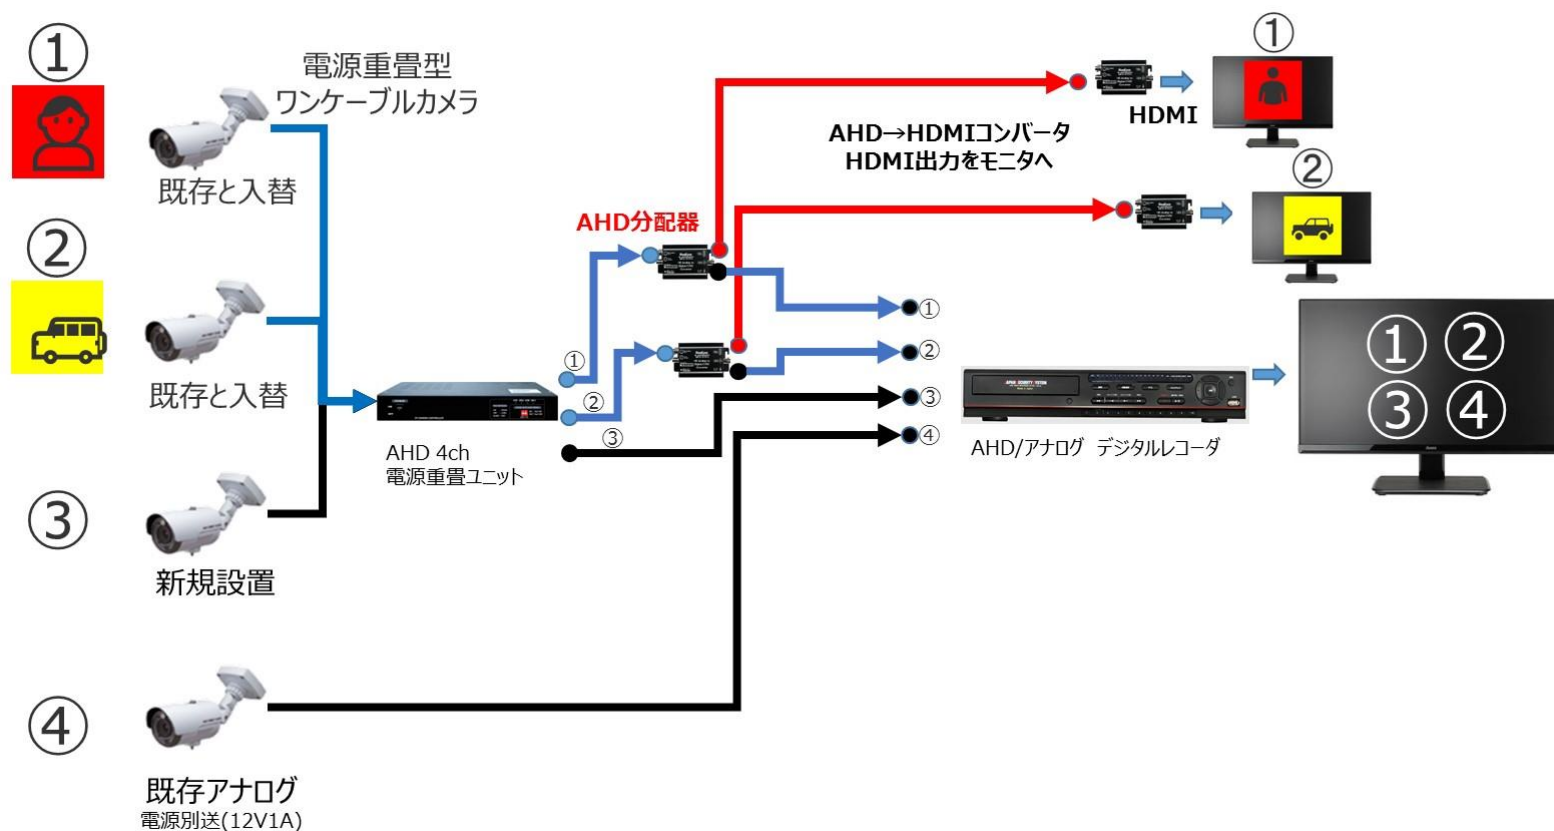 ①
電源重畳型
ワンケーブルカメラ
既存と入替
②
既存と入替
③
新規設置
④
既存アナログ
電源別送(12V1A)
AHD 4ch
電源重畳ユニット
①
②
③
AHD分配器
AHD→HDMIコンバータ
HDMI出力をモニタへ
HDMI
①
②
①
②
③
④
AHD/アナログ デジタルレコーダ
① ②
③ ④